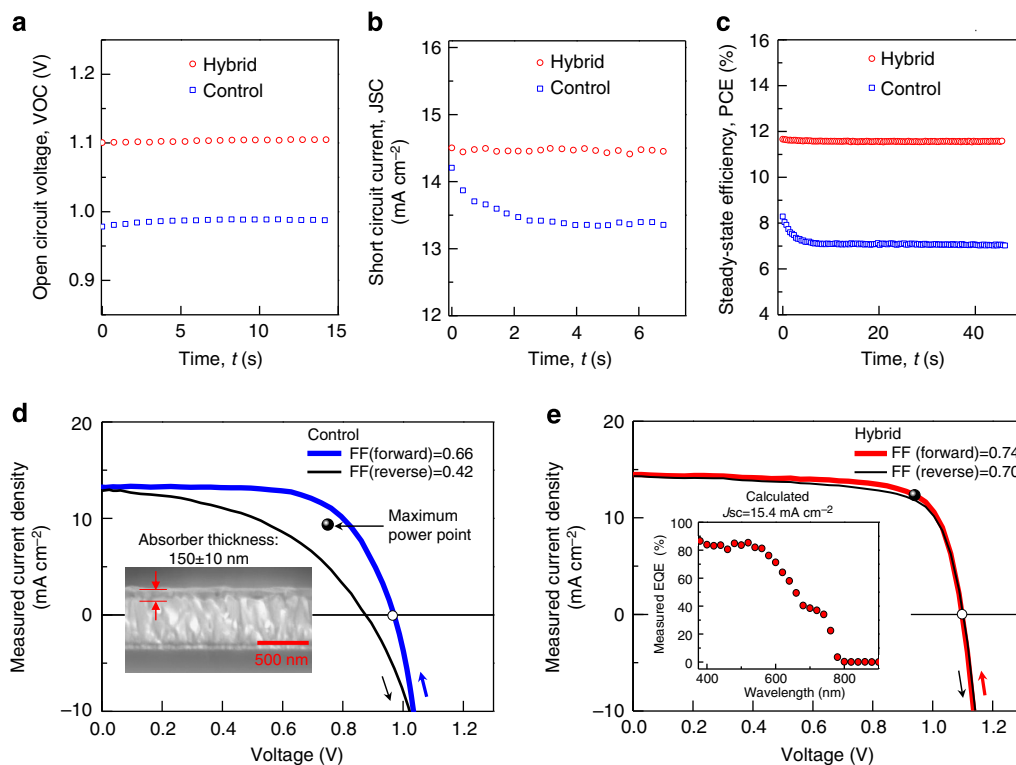 a
Open circuit voltage, VOC (V)
1.2
1.1
1.0
0.9
Hybrid
Control
0
5
10
15
Time, t (s)
b
Short circuit current, JSC
(mA cm⁻²)
16
15
14
13
12
Hybrid
Control
0
2
4
6
Time, t (s)
c
Steady-state efficiency, PCE (%)
16
14
12
10
8
6
4
Hybrid
Control
0
20
40
Time, t (s)
d
Measured current density
(mA cm⁻²)
20
10
0
−10
Control
FF(forward)=0.66
FF(reverse)=0.42
Maximum
power point
Absorber thickness:
150±10 nm
500 nm
0.0
0.4
0.8
1.2
Voltage (V)
e
Measured current density
(mA cm⁻²)
20
10
0
−10
Hybrid
FF (forward)=0.74
FF (reverse)=0.70
Calculated
Jsc=15.4 mA cm⁻²
Measured EQE (%)
100
80
60
40
20
0
400
600
800
Wavelength (nm)
0.0
0.2
0.4
0.6
0.8
1.0
1.2
Voltage (V)